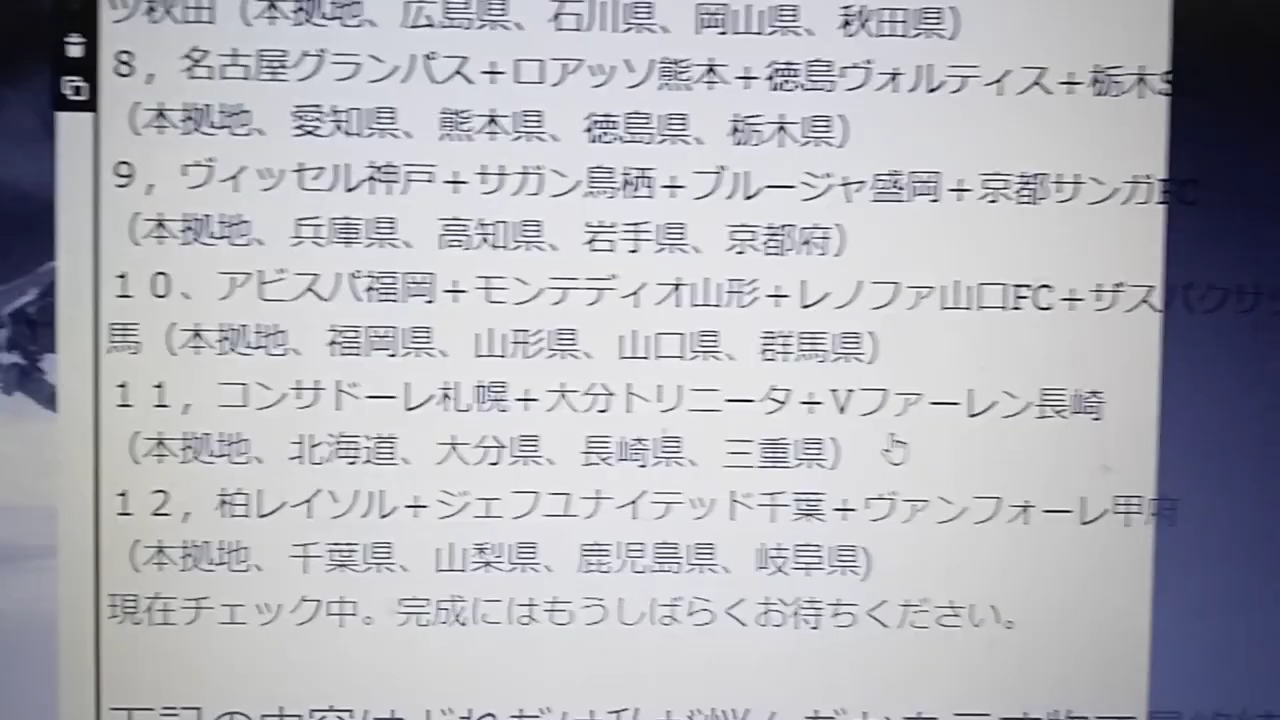 ツ秋田（本拠地、広島県、石川県、岡山県、秋田県）
８，名古屋グランパス＋ロアッソ熊本＋徳島ヴォルティス＋栃木S
（本拠地、愛知県、熊本県、徳島県、栃木県）
９，ヴィッセル神戸＋サガン鳥栖＋ブルージャ盛岡＋京都サンガFC
（本拠地、兵庫県、高知県、岩手県、京都府）
１０、アビスパ福岡＋モンテディオ山形＋レノファ山口FC＋ザスパクサ
馬（本拠地、福岡県、山形県、山口県、群馬県）
１１，コンサドーレ札幌＋大分トリニータ＋Vファーレン長崎
（本拠地、北海道、大分県、長崎県、三重県）
１２，柏レイソル＋ジェフユナイテッド千葉＋ヴァンフォーレ甲府
（本拠地、千葉県、山梨県、鹿児島県、岐阜県)
現在チェック中。完成にはもうしばらくお待ちください。